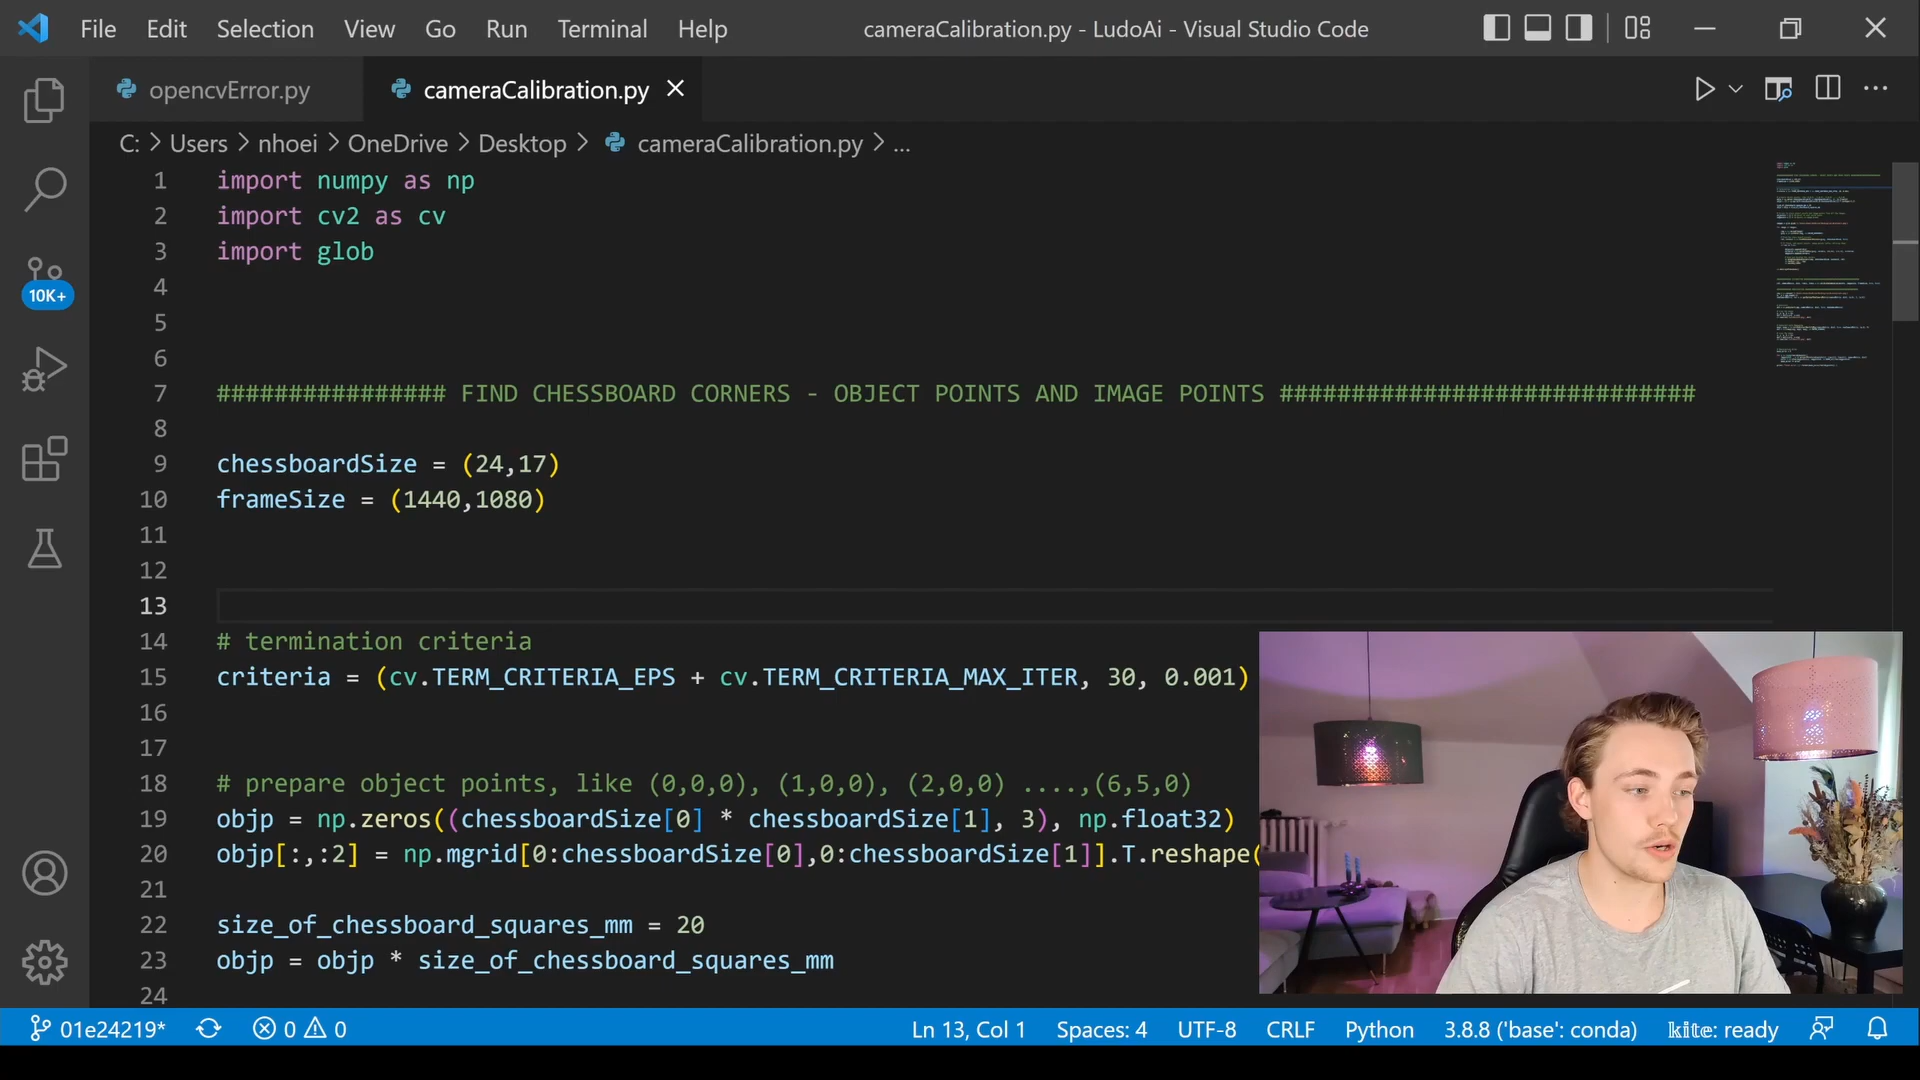 File Edit Selection View Go Run Terminal Help cameraCalibration.py - LudoAi - Visual Studio Code
opencvError.py cameraCalibration.py
C: > Users > nhoei > OneDrive > Desktop > cameraCalibration.py > ...
1 import numpy as np
2 import cv2 as cv
3 import glob
4
5
6
7 ################ FIND CHESSBOARD CORNERS - OBJECT POINTS AND IMAGE POINTS #############################
8
9 chessboardSize = (24,17)
10 frameSize = (1440,1080)
11
12
13
14 # termination criteria
15 criteria = (cv.TERM_CRITERIA_EPS + cv.TERM_CRITERIA_MAX_ITER, 30, 0.001)
16
17
18 # prepare object points, like (0,0,0), (1,0,0), (2,0,0) ....,(6,5,0)
19 objp = np.zeros((chessboardSize[0] * chessboardSize[1], 3), np.float32)
20 objp[:,:2] = np.mgrid[0:chessboardSize[0],0:chessboardSize[1]].T.reshape(
21
22 size_of_chessboard_squares_mm = 20
23 objp = objp * size_of_chessboard_squares_mm
24
10K+
01e24219* 0 0 Ln 13, Col 1 Spaces: 4 UTF-8 CRLF Python 3.8.8 ('base': conda) kite: ready